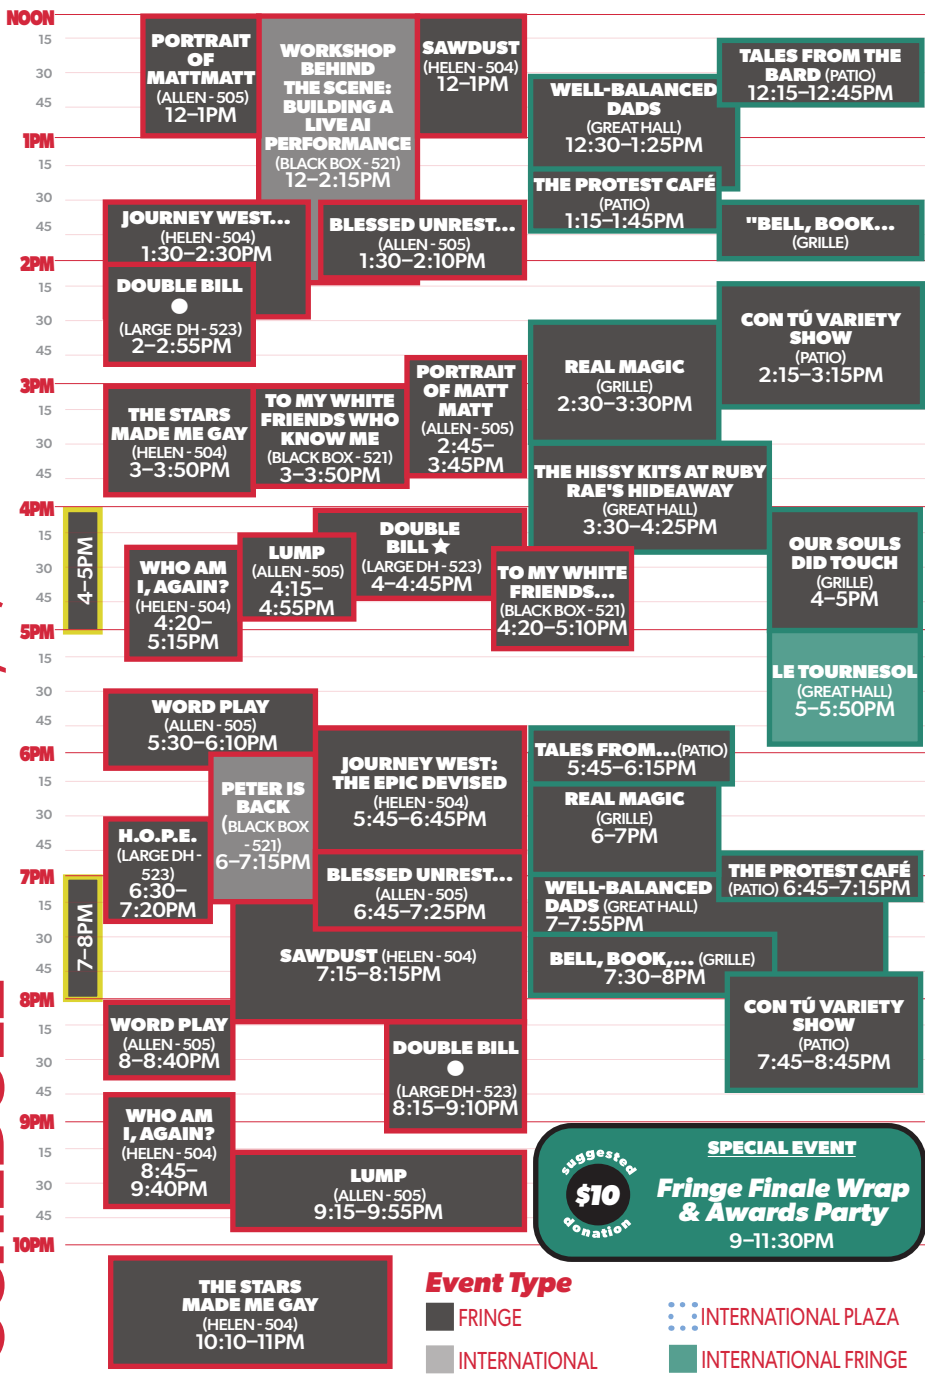 NOON
15
30
45
1PM
15
30
45
2PM
15
30
45
3PM
15
30
45
4PM
15
30
45
5PM
15
30
45
6PM
15
30
45
7PM
15
30
45
8PM
15
30
45
9PM
15
30
45
10PM
PORTRAIT
OF
MATTMATT
(ALLEN - 505)
12–1PM
WORKSHOP
BEHIND
THE SCENE:
BUILDING A
LIVE AI
PERFORMANCE
(BLACK BOX - 521)
12–2:15PM
SAWDUST
(HELEN - 504)
12–1PM
WELL-BALANCED
DADS
(GREAT HALL)
12:30–1:25PM
TALES FROM THE
BARD (PATIO)
12:15–12:45PM
THE PROTEST CAFÉ
(PATIO)
1:15–1:45PM
JOURNEY WEST...
(HELEN - 504)
1:30–2:30PM
BLESSED UNREST...
(ALLEN - 505)
1:30–2:10PM
"BELL, BOOK...
(GRILLE)
DOUBLE BILL
(LARGE DH - 523)
2–2:55PM
CON TÚ VARIETY
SHOW
(PATIO)
2:15–3:15PM
REAL MAGIC
(GRILLE)
2:30–3:30PM
PORTRAIT
OF MATT
MATT
(ALLEN - 505)
2:45–
3:45PM
THE STARS
MADE ME GAY
(HELEN - 504)
3–3:50PM
TO MY WHITE
FRIENDS WHO
KNOW ME
(BLACK BOX - 521)
3–3:50PM
THE HISSY KITS AT RUBY
RAE'S HIDEAWAY
(GREAT HALL)
3:30–4:25PM
4–5PM
WHO AM
I, AGAIN?
(HELEN - 504)
4:20–
5:15PM
LUMP
(ALLEN - 505)
4:15–
4:55PM
DOUBLE
BILL ★
(LARGE DH - 523)
4–4:45PM
TO MY WHITE
FRIENDS...
(BLACK BOX - 521)
4:20–5:10PM
OUR SOULS
DID TOUCH
(GRILLE)
4–5PM
LE TOURNESOL
(GREAT HALL)
5–5:50PM
WORD PLAY
(ALLEN - 505)
5:30–6:10PM
JOURNEY WEST:
THE EPIC DEVISED
(HELEN - 504)
5:45–6:45PM
TALES FROM...(PATIO)
5:45–6:15PM
PETER IS
BACK
(BLACK BOX
- 521)
6–7:15PM
REAL MAGIC
(GRILLE)
6–7PM
H.O.P.E.
(LARGE DH -
523)
6:30–
7:20PM
BLESSED UNREST...
(ALLEN - 505)
6:45–7:25PM
THE PROTEST CAFÉ
(PATIO) 6:45–7:15PM
WELL-BALANCED
DADS (GREAT HALL)
7–7:55PM
7–8PM
SAWDUST (HELEN - 504)
7:15–8:15PM
BELL, BOOK,... (GRILLE)
7:30–8PM
CON TÚ VARIETY
SHOW
(PATIO)
7:45–8:45PM
WORD PLAY
(ALLEN - 505)
8–8:40PM
DOUBLE BILL
(LARGE DH - 523)
8:15–9:10PM
WHO AM
I, AGAIN?
(HELEN - 504)
8:45–
9:40PM
LUMP
(ALLEN - 505)
9:15–9:55PM
suggested
$10
donation
SPECIAL EVENT
Fringe Finale Wrap
& Awards Party
9–11:30PM
THE STARS
MADE ME GAY
(HELEN - 504)
10:10–11PM
Event Type
FRINGE
INTERNATIONAL
INTERNATIONAL PLAZA
INTERNATIONAL FRINGE